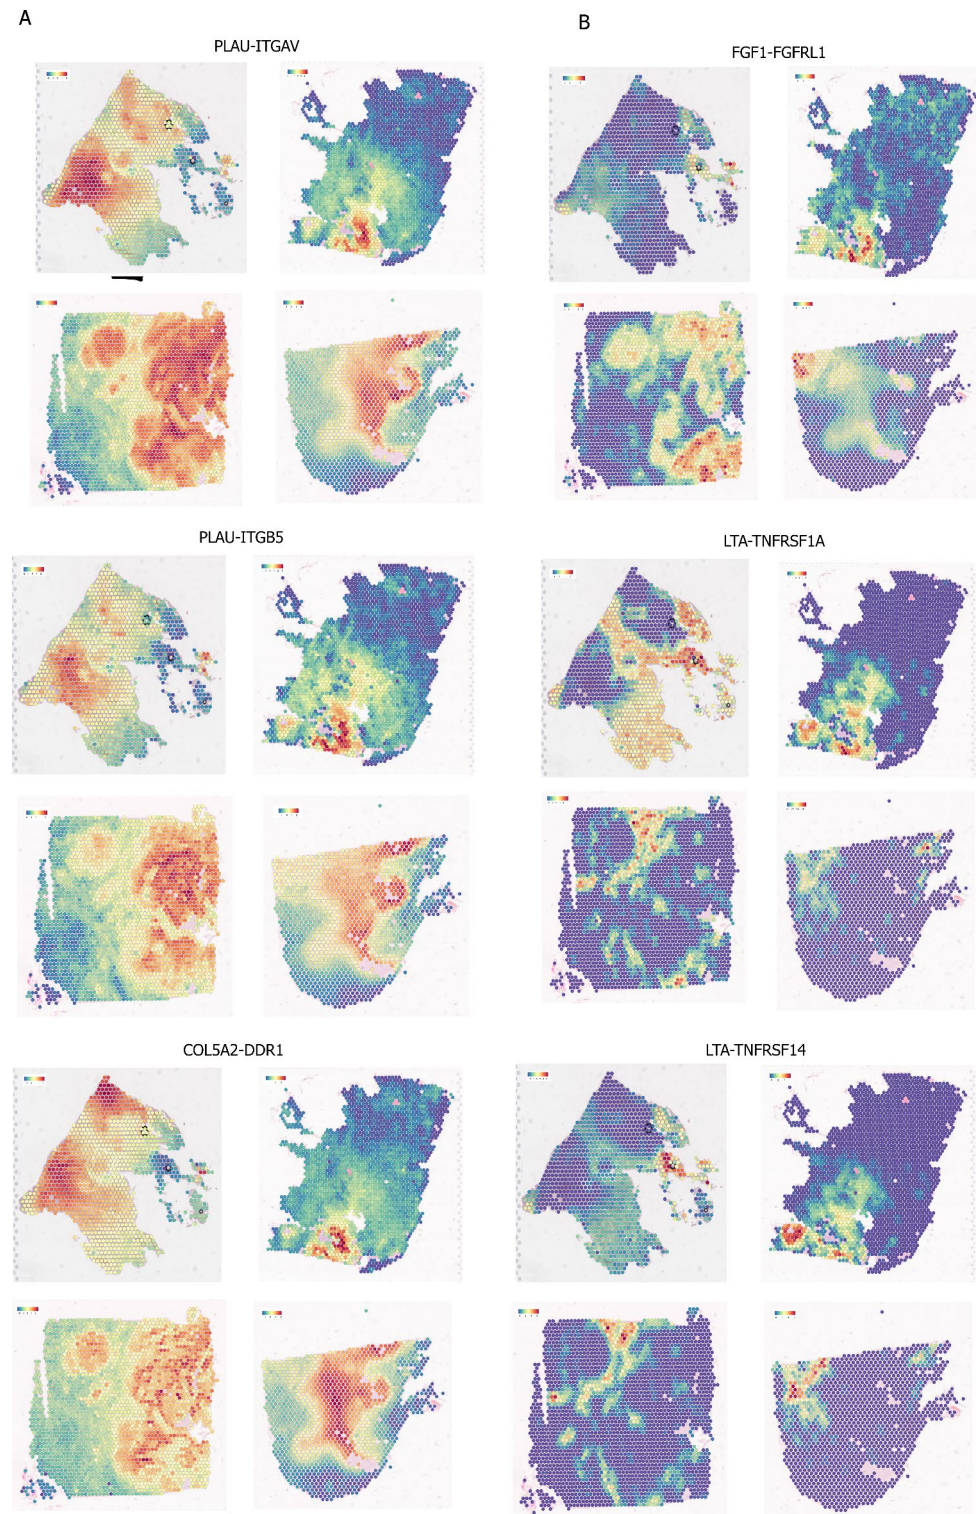 A
B
PLAU-ITGAV
FGF1-FGFRL1
PLAU-ITGB5
LTA-TNFRSF1A
COL5A2-DDR1
LTA-TNFRSF14